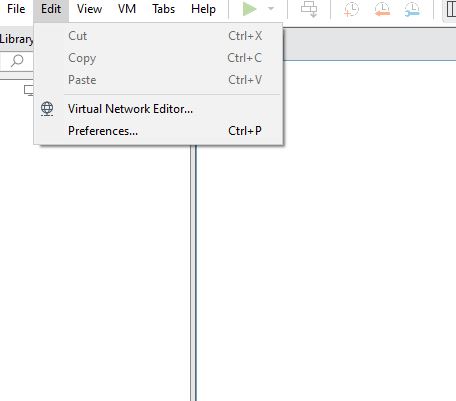 File Edit View VM Tabs Help
Library
Cut Ctrl+X
Copy Ctrl+C
Paste Ctrl+V
Virtual Network Editor...
Preferences... Ctrl+P